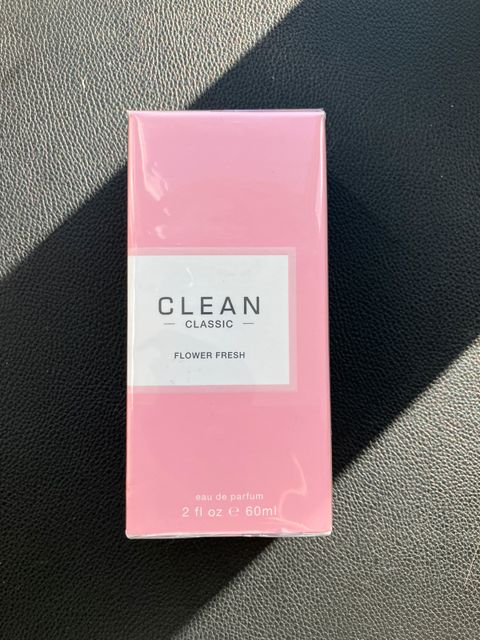 CLEAN
— CLASSIC —
FLOWER FRESH
eau de parfum
2 fl oz ℮ 60ml